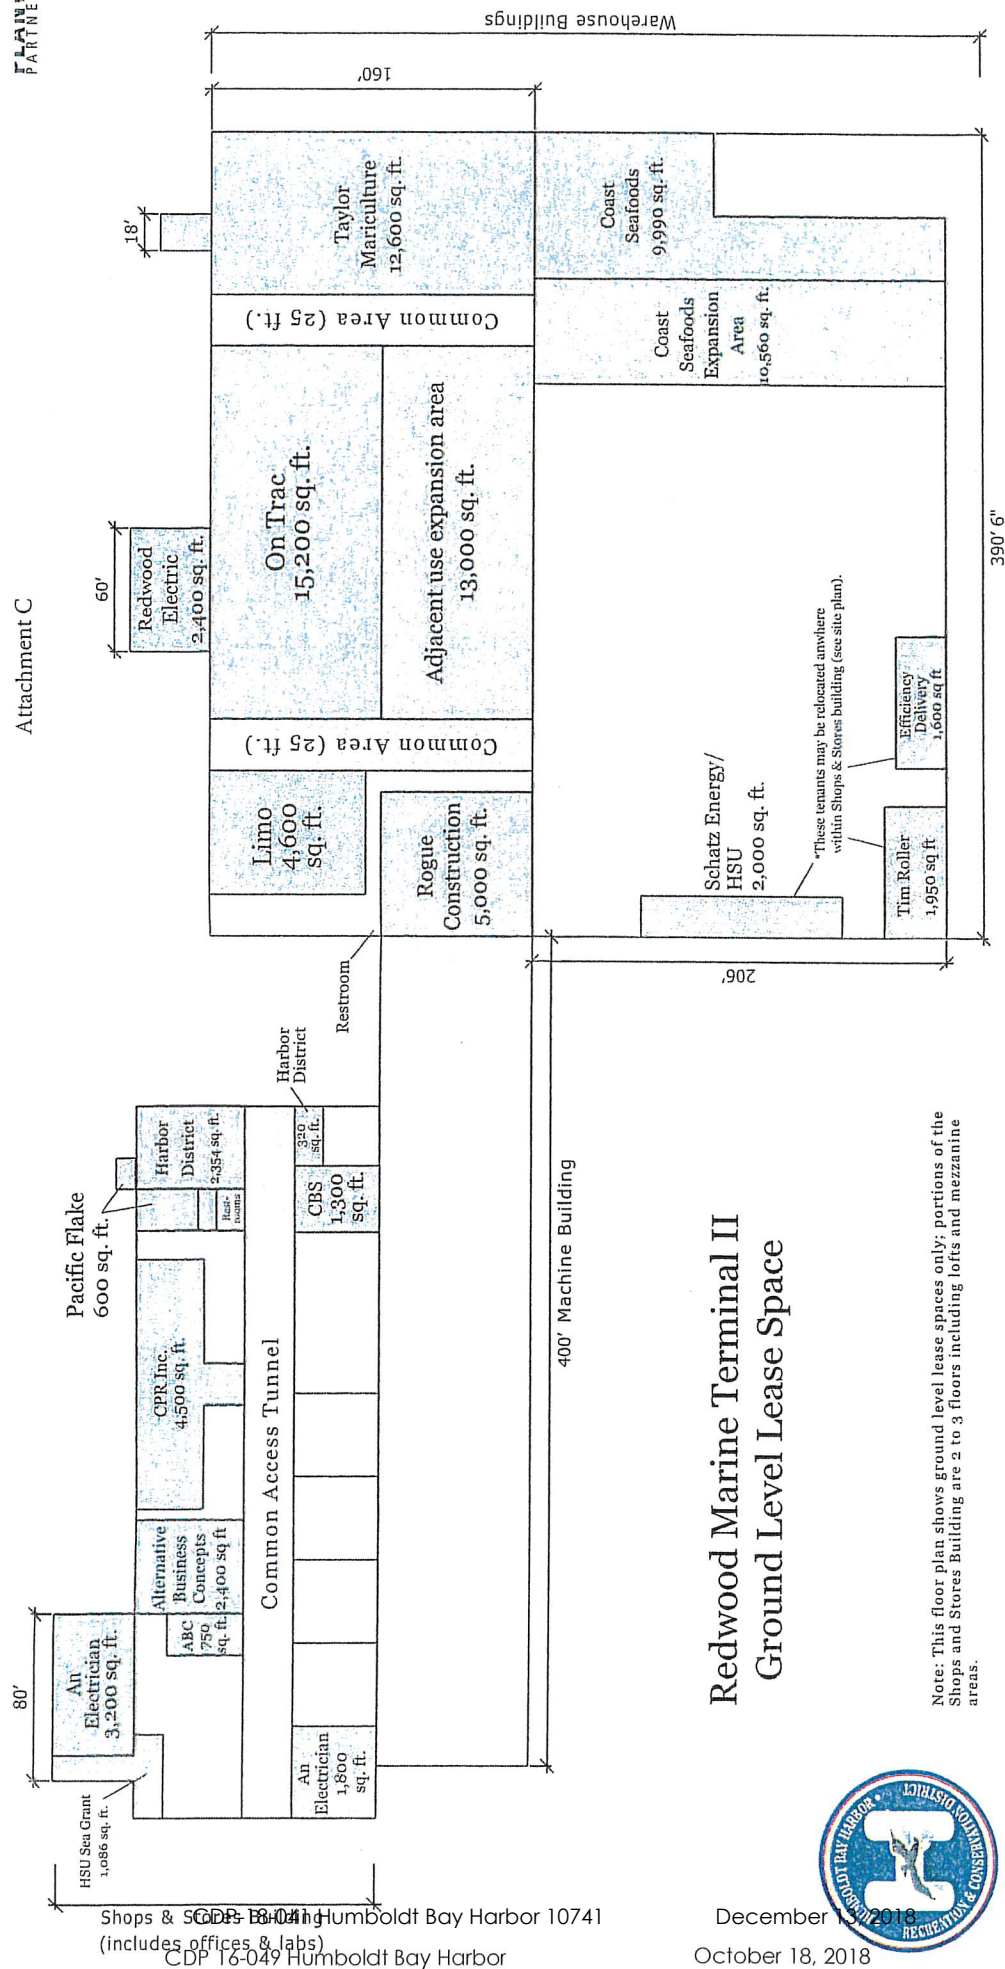 PARTNE
Attachment C
Warehouse Buildings
160'
18'
60'
Taylor
Mariculture
12,600 sq. ft.
Common Area (25 ft.)
Coast
Seafoods
9,990 sq. ft.
Coast
Seafoods
Expansion
Area
10,560 sq. ft.
Redwood
Electric
2,400 sq. ft.
On Trac
15,200 sq. ft.
Adjacent use expansion area
13,000 sq. ft.
Common Area (25 ft.)
Limo
4,600
sq. ft.
Rogue
Construction
5,000 sq. ft.
Restroom
Schatz Energy/
HSU
2,000 sq. ft.
*These tenants may be relocated anwhere
within Shops & Stores building (see site plan).
Efficiency
Delivery
1,600 sq ft
Tim Roller
1,950 sq ft
390' 6"
206'
Harbor
District
320
sq. ft.
Harbor
District
2,354 sq. ft.
Pacific Flake
600 sq. ft.
Rest-
rooms
CBS
1,300
sq. ft.
CPR Inc.
4,500 sq. ft.
Common Access Tunnel
400' Machine Building
Alternative
Business
Concepts
2,400 sq ft
ABC
750
sq. ft.
80'
An
Electrician
3,200 sq. ft.
An
Electrician
1,800
sq. ft.
HSU Sea Grant
1,086 sq. ft.
Redwood Marine Terminal II
Ground Level Lease Space
Note: This floor plan shows ground level lease spaces only; portions of the
Shops and Stores Building are 2 to 3 floors including lofts and mezzanine
areas.
HUMBOLDT BAY HARBOR
RECREATION & CONSERVATION DISTRICT
Shops & Stores Building
(includes offices & labs)
CDP-18-041 Humboldt Bay Harbor 10741 December 13, 2018
CDP 16-049 Humboldt Bay Harbor October 18, 2018